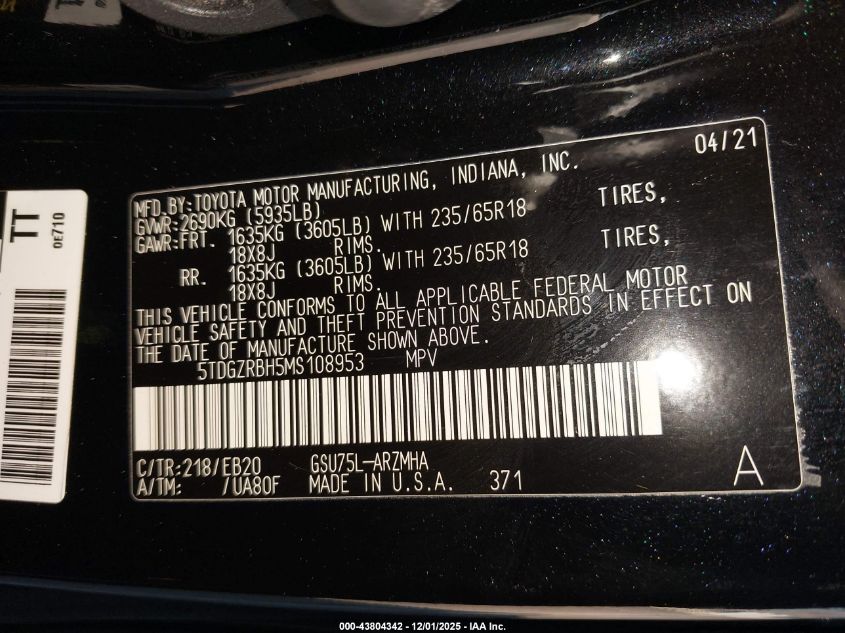 TT
0E710
04/21
MFD.BY:TOYOTA MOTOR MANUFACTURING, INDIANA, INC.
GVWR:2690KG (5935LB)
GAWR:FRT. 1635KG (3605LB) WITH 235/65R18 TIRES,
18X8J RIMS.
RR. 1635KG (3605LB) WITH 235/65R18 TIRES,
18X8J RIMS.
THIS VEHICLE CONFORMS TO ALL APPLICABLE FEDERAL MOTOR
VEHICLE SAFETY AND THEFT PREVENTION STANDARDS IN EFFECT ON
THE DATE OF MANUFACTURE SHOWN ABOVE.
5TDGZRBH5MS108953 MPV
C/TR:218/EB20 GSU75L-ARZMHA
A/TM: /UA80F MADE IN U.S.A. 371
A
000-43804342 - 12/01/2025 - IAA Inc.